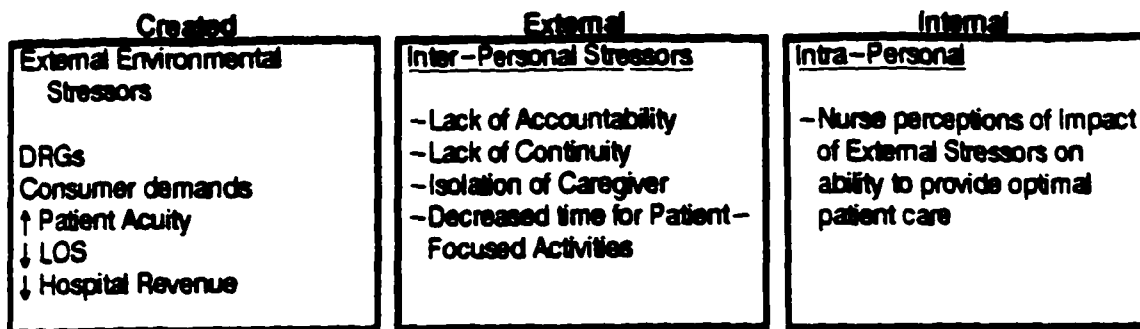 Created
External Environmental
Stressors
DRGs
Consumer demands
↑ Patient Acuity
↓ LOS
↓ Hospital Revenue
External
Inter-Personal Stressors
-Lack of Accountability
-Lack of Continuity
-Isolation of Caregiver
-Decreased time for Patient-
Focused Activities
Internal
Intra-Personal
-Nurse perceptions of Impact
of External Stressors on
ability to provide optimal
patient care